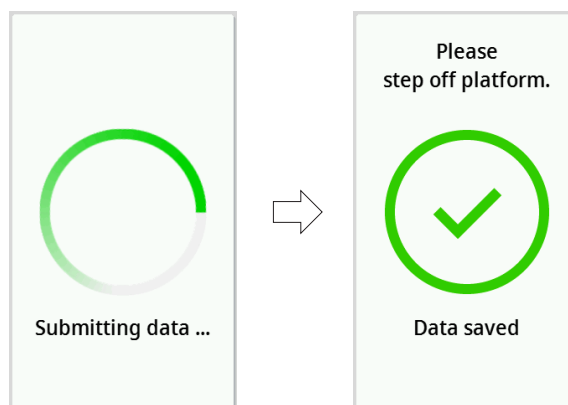 Submitting data ...
Please
step off platform.
Data saved